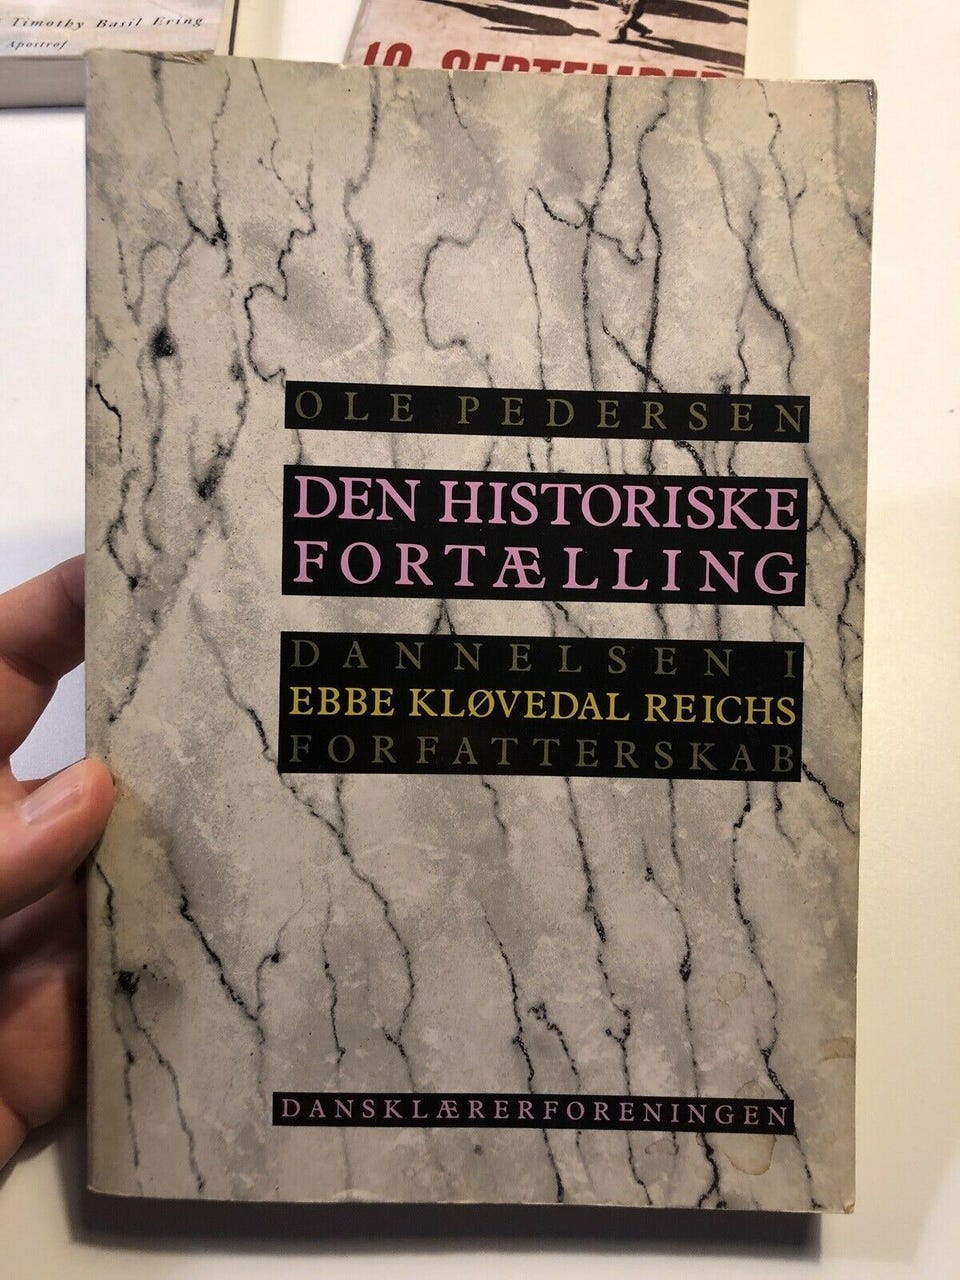 Timothy Basil Ering
Apostrof
OLE PEDERSEN
DEN HISTORISKE
FORTÆLLING
DANNELSEN I
EBBE KLØVEDAL REICHS
FORFATTERSKAB
DANSKLÆRERFORENINGEN